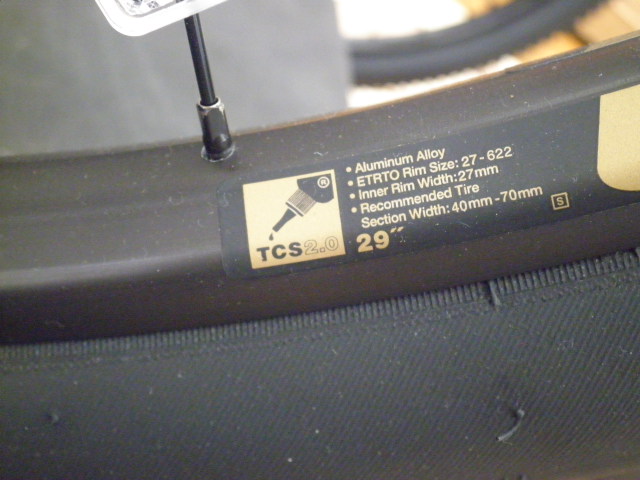 • Aluminum Alloy
• ETRTO Rim Size: 27-622
• Inner Rim Width: 27mm
• Recommended Tire
Section Width: 40mm-70mm
S
TCS2.0
29"